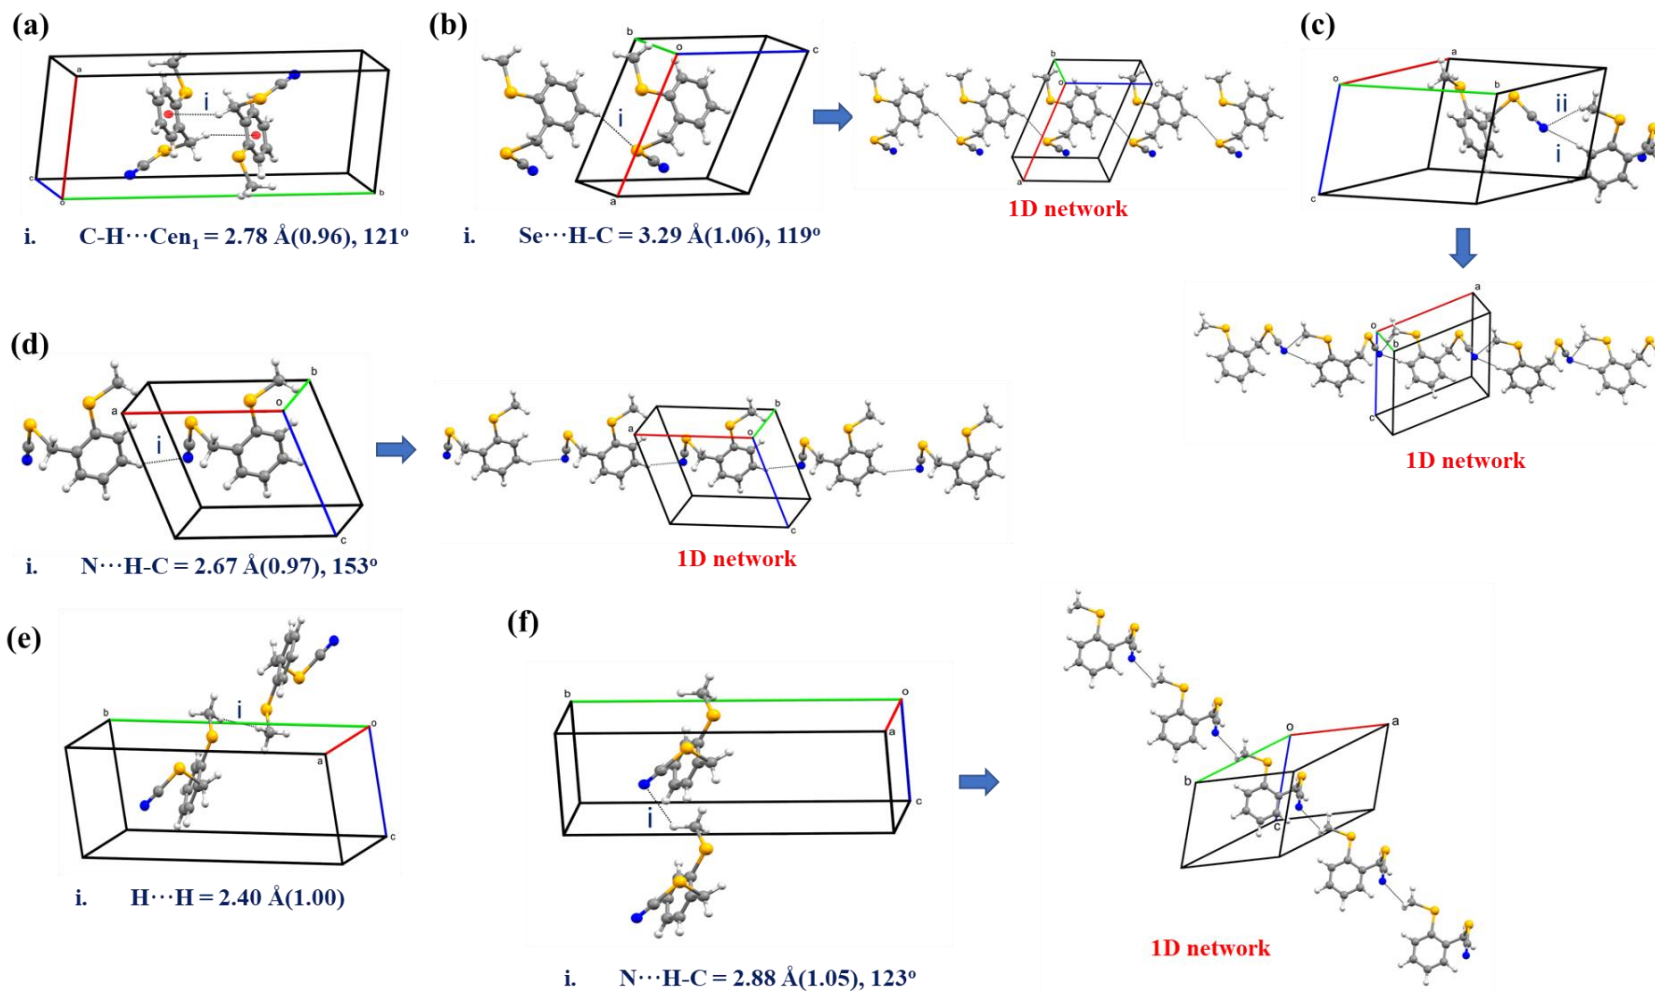 (a)
a
c
o
b
i
i. C-H···Cen₁ = 2.78 Å(0.96), 121°
(b)
b
o
c
a
i
i. Se···H-C = 3.29 Å(1.06), 119°
b
o
c
a
1D network
(c)
a
o
b
c
ii
i
a
o
b
c
1D network
(d)
b
a
o
c
i
i. N···H-C = 2.67 Å(0.97), 153°
b
a
o
c
1D network
(e)
b
o
a
c
i
i. H···H = 2.40 Å(1.00)
(f)
b
o
a
c
i
i. N···H-C = 2.88 Å(1.05), 123°
o
a
b
c
1D network